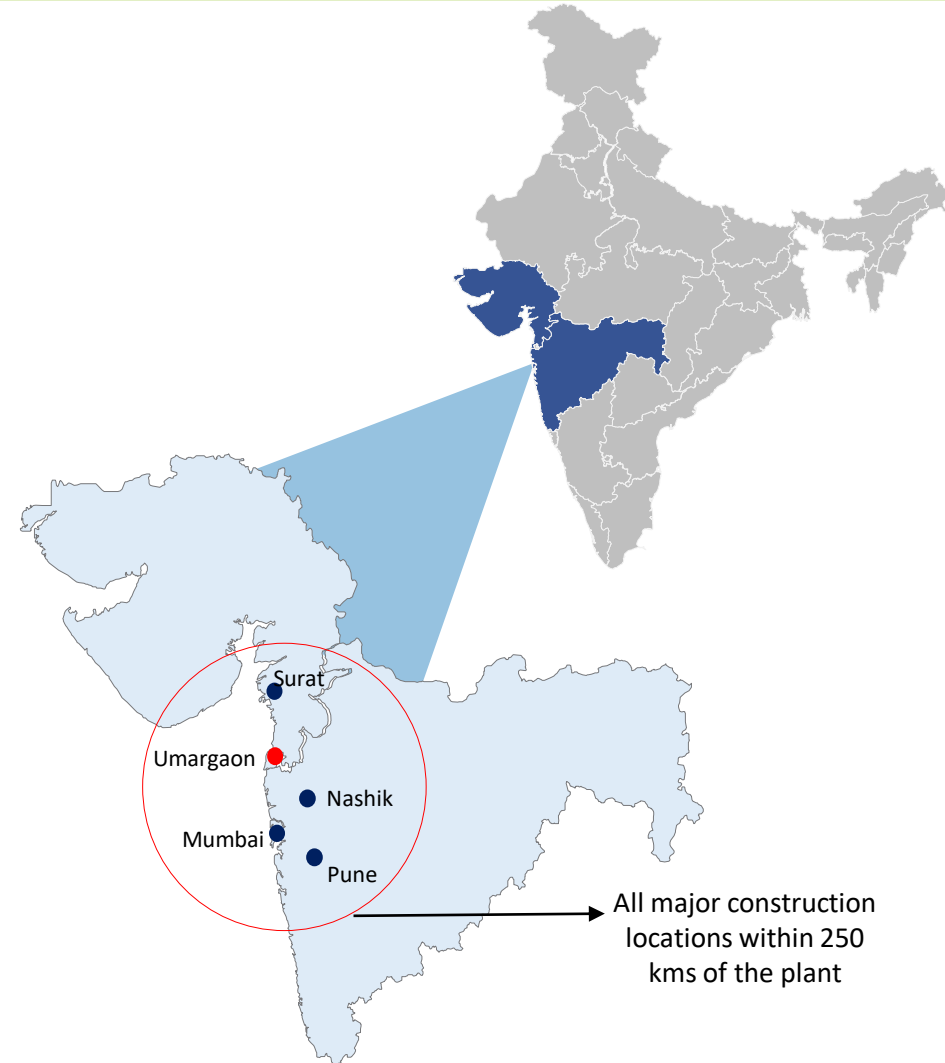 Surat
Umargaon
Nashik
Mumbai
Pune
All major construction
locations within 250
kms of the plant